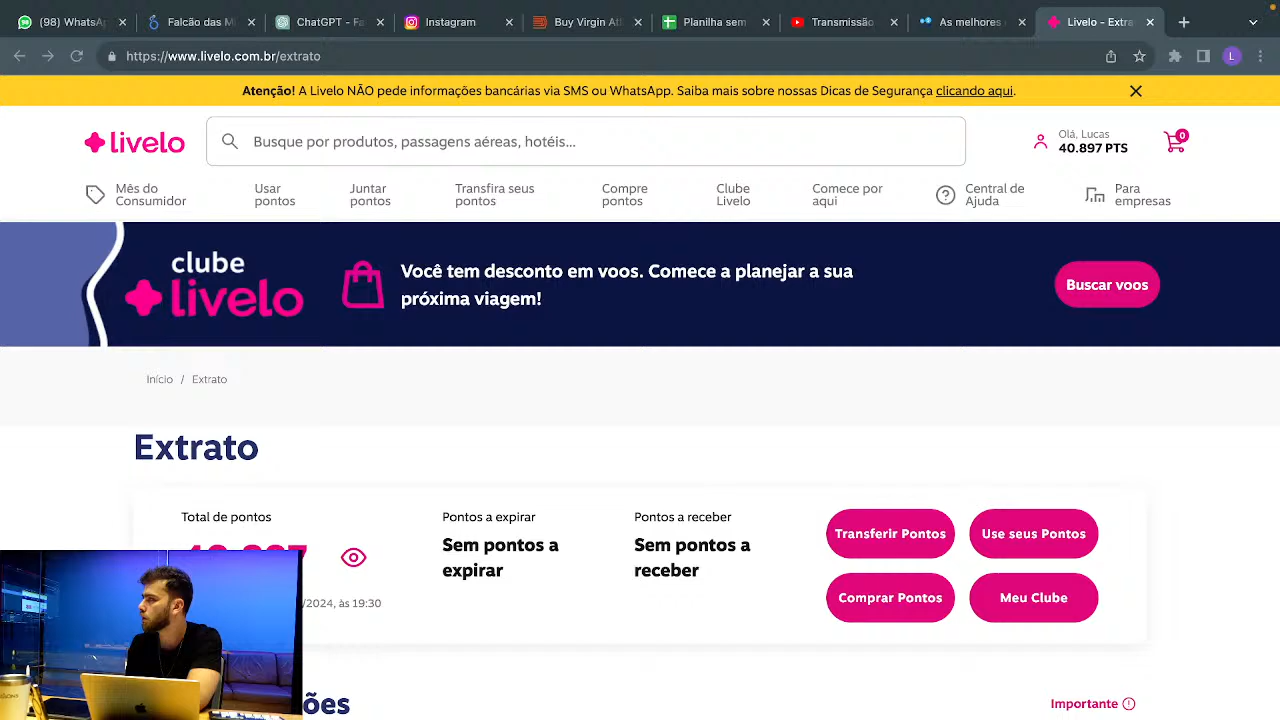 (98) WhatsA
Falcão das Mi
ChatGPT - Fa
Instagram
Buy Virgin Atl
Planilha sem
Transmissão
As melhores
Livelo - Extra
https://www.livelo.com.br/extrato
L
Atenção! A Livelo NÃO pede informações bancárias via SMS ou WhatsApp. Saiba mais sobre nossas Dicas de Segurança clicando aqui.
livelo
Busque por produtos, passagens aéreas, hotéis...
Olá, Lucas
40.897 PTS
0
Mês do
Consumidor
Usar
pontos
Juntar
pontos
Transfira seus
pontos
Compre
pontos
Clube
Livelo
Comece por
aqui
Central de
Ajuda
Para
empresas
clube
livelo
Você tem desconto em voos. Comece a planejar a sua
próxima viagem!
Buscar voos
Início / Extrato
Extrato
Total de pontos
/2024, às 19:30
Pontos a expirar
Sem pontos a
expirar
Pontos a receber
Sem pontos a
receber
Transferir Pontos
Use seus Pontos
Comprar Pontos
Meu Clube
ões
Importante